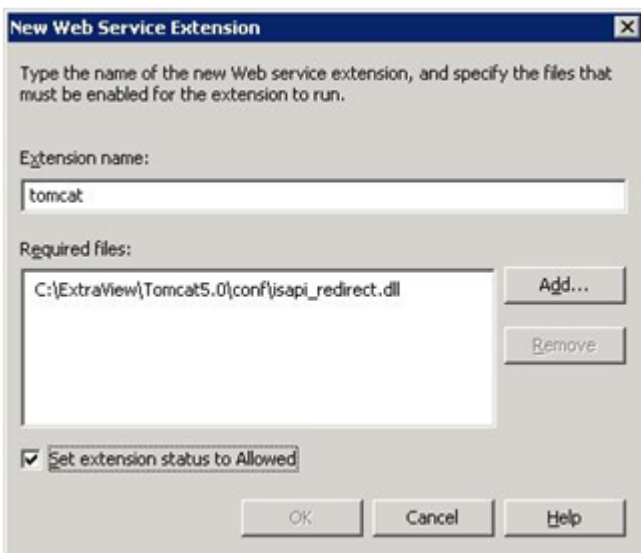 New Web Service Extension
Type the name of the new Web service extension, and specify the files that
must be enabled for the extension to run.
Extension name:
tomcat
Required files:
C:\ExtraView\Tomcat5.0\conf\isapi_redirect.dll
Add...
Remove
Set extension status to Allowed
OK
Cancel
Help